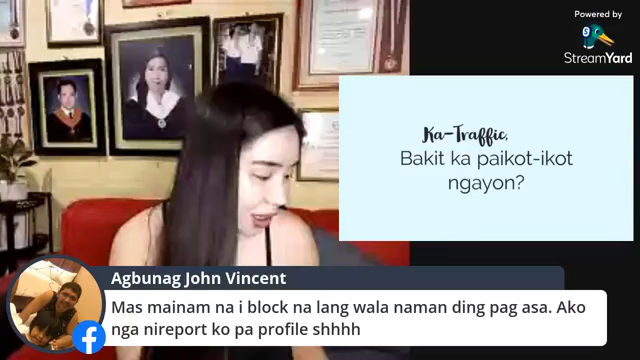 Powered by
StreamYard
Ka-Traffic,
Bakit ka paikot-ikot
ngayon?
Agbunag John Vincent
Mas mainam na i block na lang wala naman ding pag asa. Ako
nga nireport ko pa profile shhhh